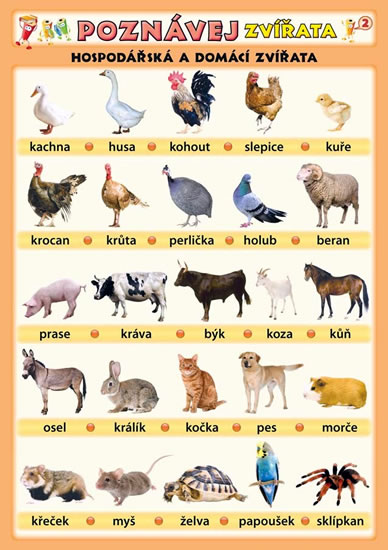 POZNÁVEJ ZVÍŘATA 2
HOSPODÁŘSKÁ A DOMÁCÍ ZVÍŘATA
kachna husa kohout slepice kuře
krocan krůta perlička holub beran
prase kráva býk koza kůň
osel králík kočka pes morče
křeček myš želva papoušek sklípkan